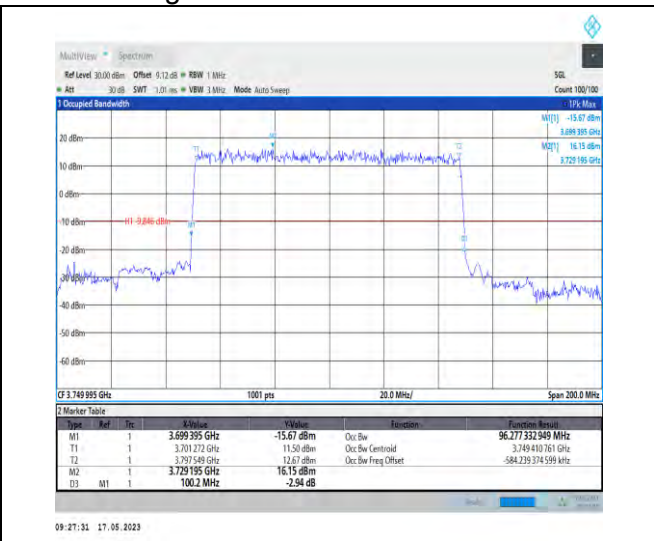 MultiView Spectrum
Ref Level 30.00 dBm Offset 9.12 dB RBW 1 MHz SGL
Att 30 dB SWT 1.01 ms VBW 3 MHz Mode Auto Sweep Count 100/100
1 Occupied Bandwidth 1Pk Max
M1[1] -15.67 dBm
3.699 395 GHz
M2[1] 16.15 dBm
3.729 195 GHz
20 dBm
10 dBm
0 dBm
-10 dBm H1 -9.846 dBm M1
-20 dBm
-30 dBm
-40 dBm
-50 dBm
-60 dBm
CF 3.749 995 GHz 1001 pts 20.0 MHz/ Span 200.0 MHz
2 Marker Table
Type Ref Trc X-Value Y-Value Function Function Result
M1 1 3.699 395 GHz -15.67 dBm Occ Bw 96.277 332 949 MHz
T1 1 3.701 272 GHz 11.50 dBm Occ Bw Centroid 3.749 410 761 GHz
T2 1 3.797 549 GHz 12.67 dBm Occ Bw Freq Offset -584.239 374 599 kHz
M2 1 3.729 195 GHz 16.15 dBm
D3 M1 1 100.2 MHz -2.94 dB
09:27:31 17.05.2023